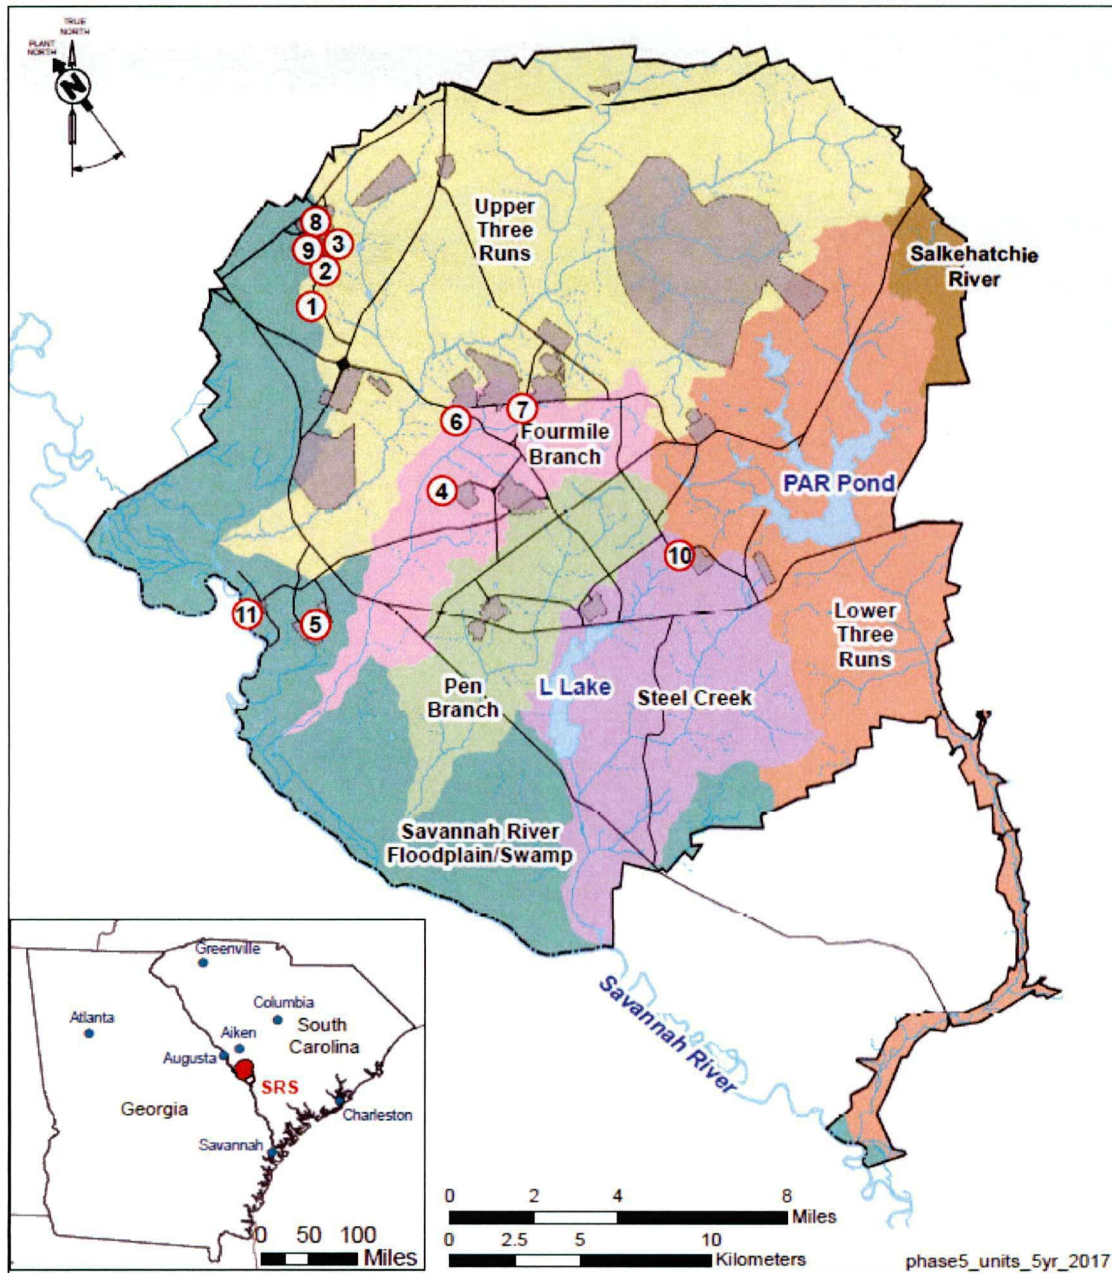 TRUE
NORTH
PLANT
NORTH
N
Upper
Three
Runs
Salkehatchie
River
8
9
3
2
1
6
7
Fourmile
Branch
4
PAR Pond
10
11
5
Lower
Three
Runs
Pen
Branch
L Lake
Steel Creek
Savannah River
Floodplain/Swamp
Savannah River
Greenville
Atlanta
Columbia
Aiken
South
Carolina
Augusta
SRS
Georgia
Charleston
Savannah
0 50 100
Miles
0 2 4 8
Miles
0 2.5 5 10
Kilometers
phase5_units_5yr_2017